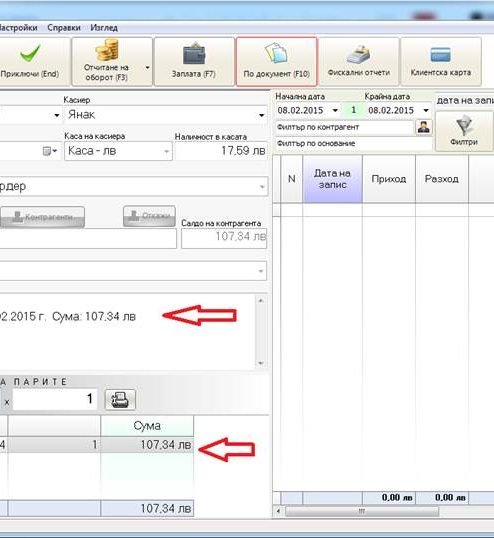 Настройки Справки Изглед
Приключи (End)
Отчитане на оборот (F3)
Заплата (F7)
По документ (F10)
Фискални отчети
Клиентска карта
Касиер
Янак
Каса на касиера
Наличност в касата
Каса - лв
17,59 лв
рдер
Контрагенти
Откажи
Салдо на контрагента
107,34 лв
02.2015 г. Сума: 107,34 лв
А ПАРИТЕ
x 1
Сума
4 1 107,34 лв
107,34 лв
Начална дата
Крайна дата
дата на запи
08.02.2015
1
08.02.2015
Филтър по контрагент
Филтър по основание
Филтри
N
Дата на запис
Приход
Разход
0,00 лв 0,00 лв